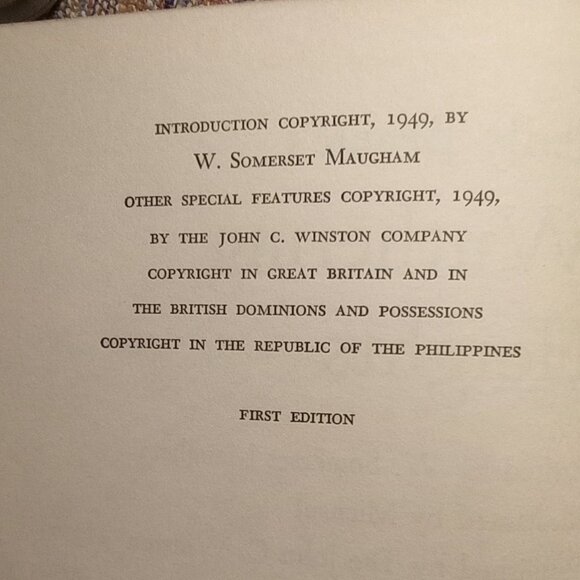 INTRODUCTION COPYRIGHT, 1949, BY
W. SOMERSET MAUGHAM
OTHER SPECIAL FEATURES COPYRIGHT, 1949,
BY THE JOHN C. WINSTON COMPANY
COPYRIGHT IN GREAT BRITAIN AND IN
THE BRITISH DOMINIONS AND POSSESSIONS
COPYRIGHT IN THE REPUBLIC OF THE PHILIPPINES
FIRST EDITION